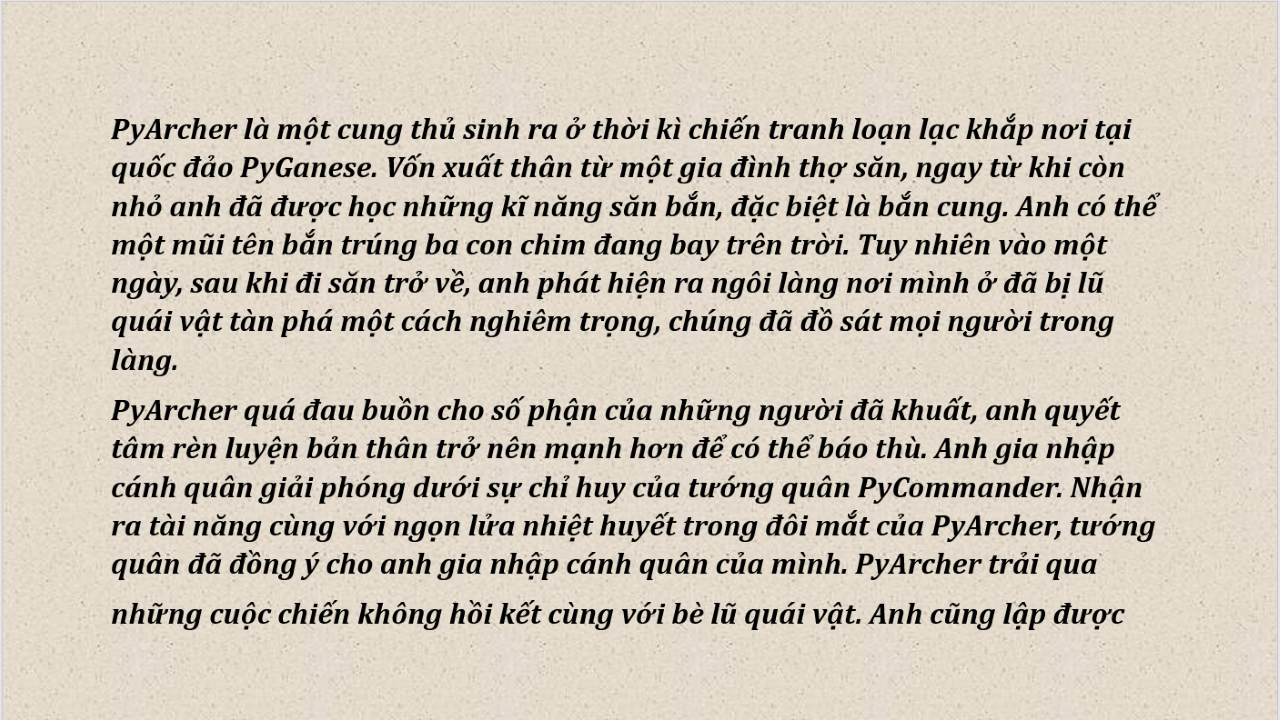 PyArcher là một cung thủ sinh ra ở thời kì chiến tranh loạn lạc khắp nơi tại
quốc đảo PyGanese. Vốn xuất thân từ một gia đình thợ săn, ngay từ khi còn
nhỏ anh đã được học những kĩ năng săn bắn, đặc biệt là bắn cung. Anh có thể
một mũi tên bắn trúng ba con chim đang bay trên trời. Tuy nhiên vào một
ngày, sau khi đi săn trở về, anh phát hiện ra ngôi làng nơi mình ở đã bị lũ
quái vật tàn phá một cách nghiêm trọng, chúng đã đồ sát mọi người trong
làng.
PyArcher quá đau buồn cho số phận của những người đã khuất, anh quyết
tâm rèn luyện bản thân trở nên mạnh hơn để có thể báo thù. Anh gia nhập
cánh quân giải phóng dưới sự chỉ huy của tướng quân PyCommander. Nhận
ra tài năng cùng với ngọn lửa nhiệt huyết trong đôi mắt của PyArcher, tướng
quân đã đồng ý cho anh gia nhập cánh quân của mình. PyArcher trải qua
những cuộc chiến không hồi kết cùng với bè lũ quái vật. Anh cũng lập được